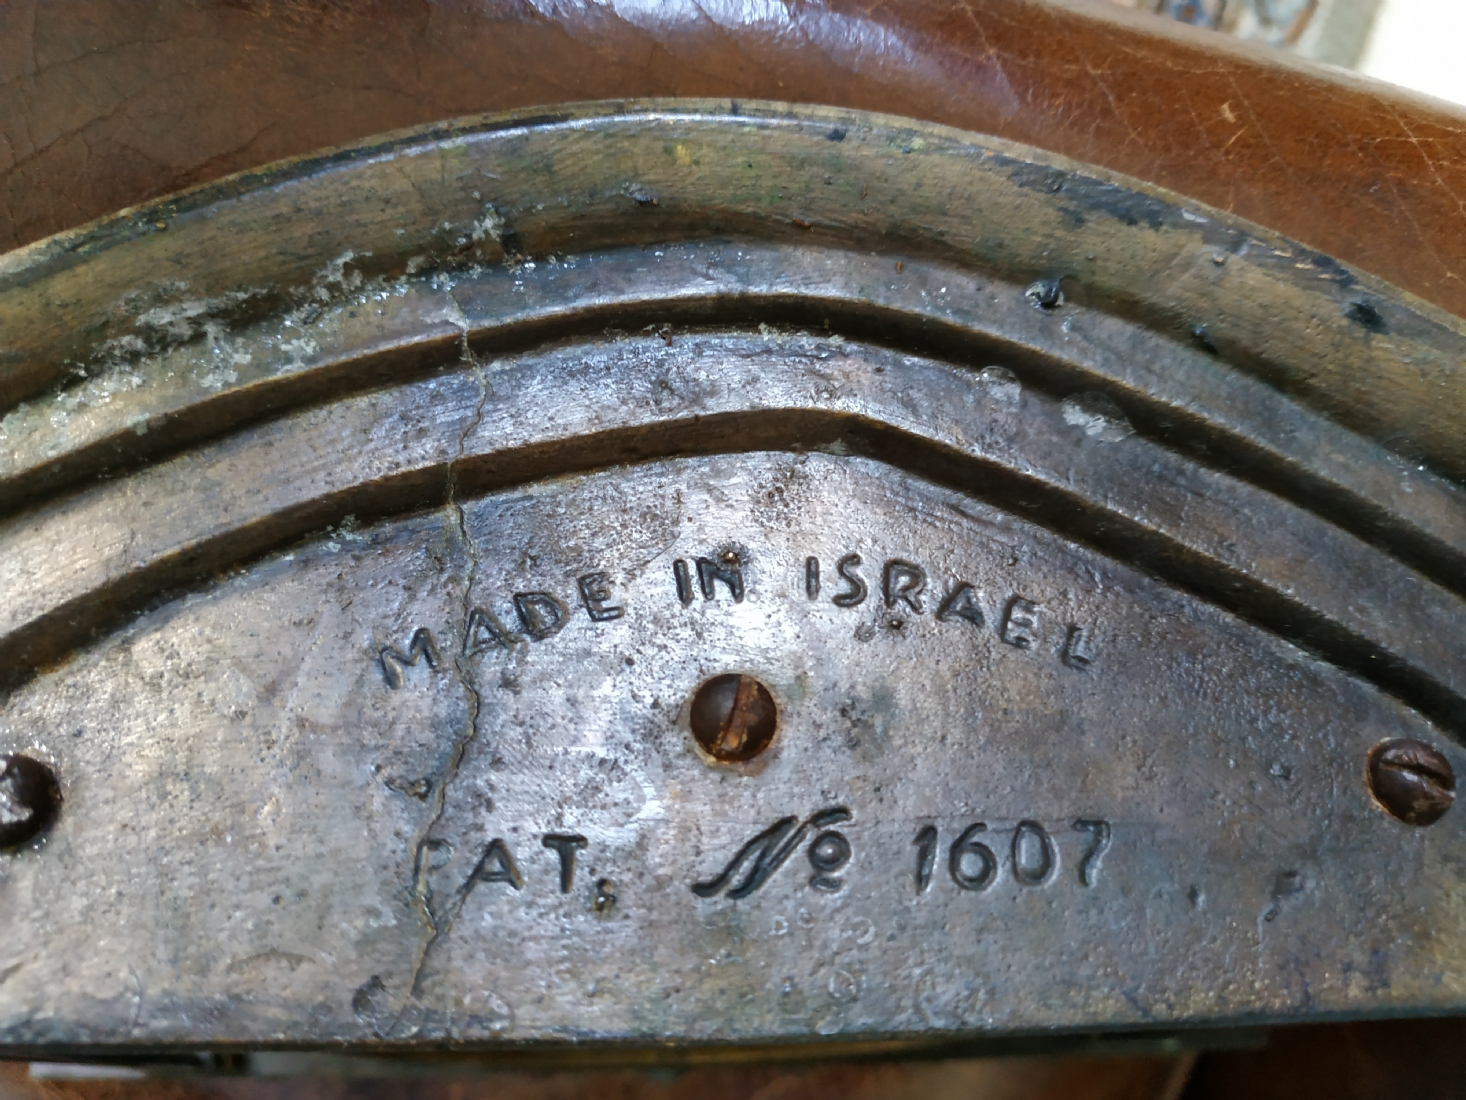 MADE IN ISRAEL
PAT. № 1607